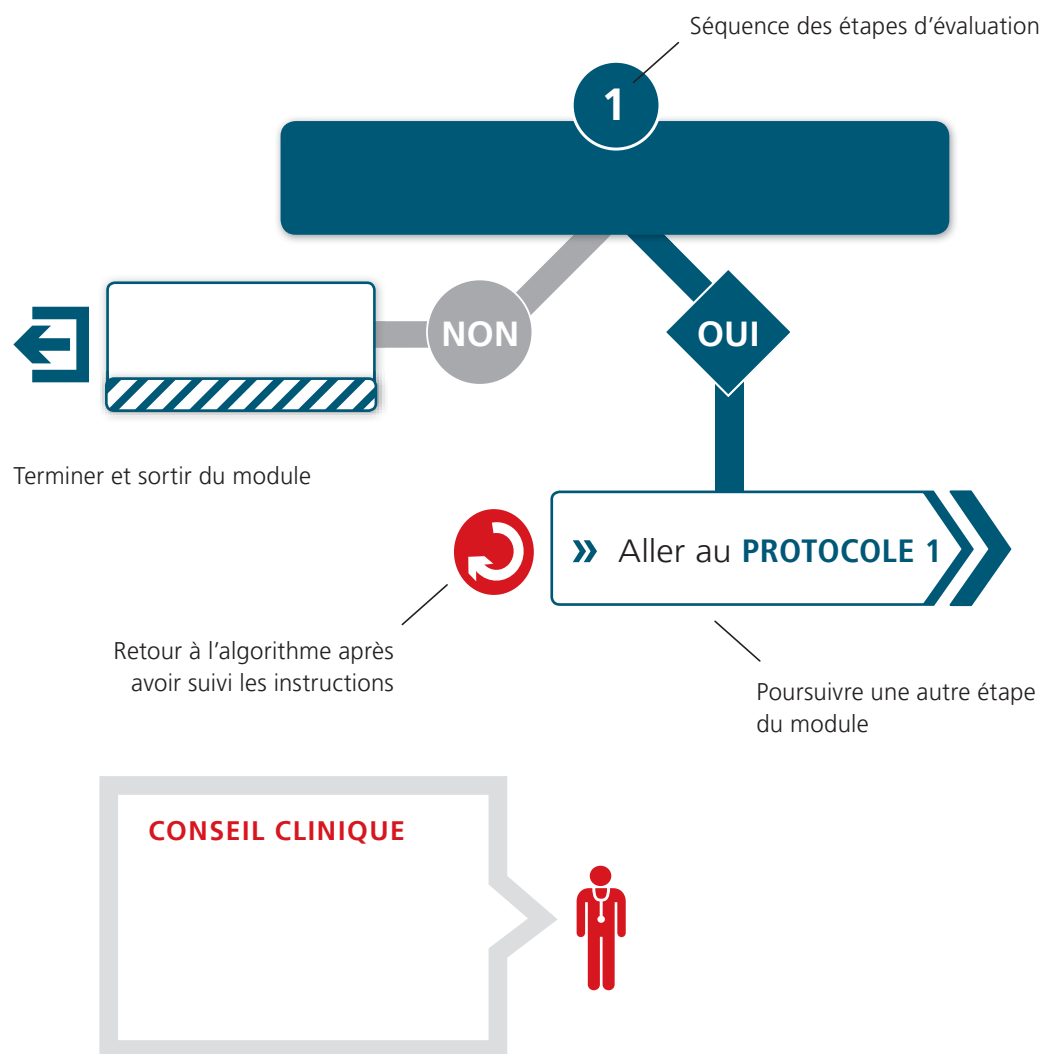 Séquence des étapes d’évaluation
1
NON
OUI
Terminer et sortir du module
» Aller au PROTOCOLE 1
Retour à l’algorithme après
avoir suivi les instructions
Poursuivre une autre étape
du module
CONSEIL CLINIQUE